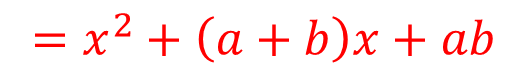 = x² + (a + b)x + ab